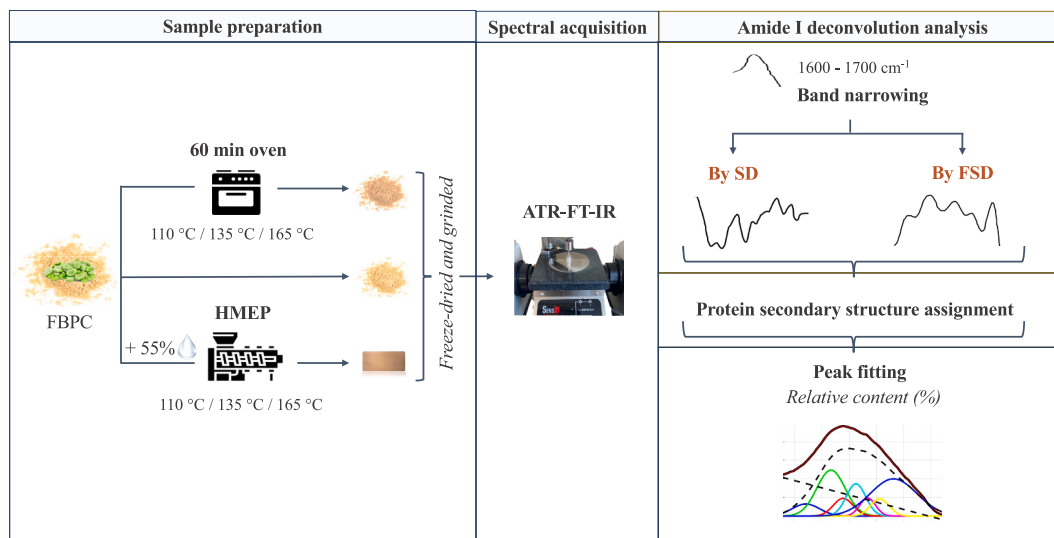 Sample preparation
Spectral acquisition
Amide I deconvolution analysis
60 min oven
110 °C / 135 °C / 165 °C
FBPC
+ 55%
HMEP
110 °C / 135 °C / 165 °C
Freeze-dried and grinded
ATR-FT-IR
1600 - 1700 cm⁻¹
Band narrowing
By SD
By FSD
Protein secondary structure assignment
Peak fitting
Relative content (%)